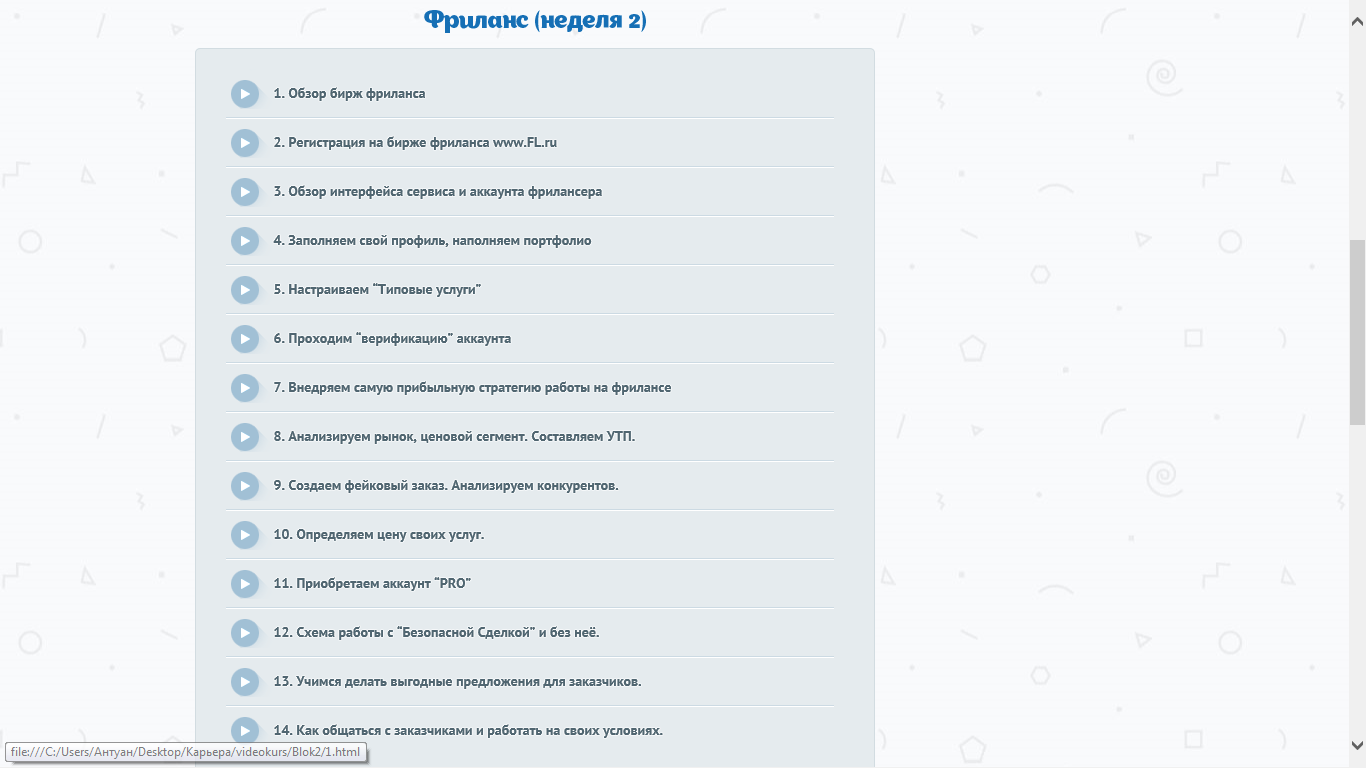 Фриланс (неделя 2)
1. Обзор бирж фриланса
2. Регистрация на бирже фриланса www.FL.ru
3. Обзор интерфейса сервиса и аккаунта фрилансера
4. Заполняем свой профиль, наполняем портфолио
5. Настраиваем “Типовые услуги”
6. Проходим “верификацию” аккаунта
7. Внедряем самую прибыльную стратегию работы на фрилансе
8. Анализируем рынок, ценовой сегмент. Составляем УТП.
9. Создаем фейковый заказ. Анализируем конкурентов.
10. Определяем цену своих услуг.
11. Приобретаем аккаунт “PRO”
12. Схема работы с “Безопасной Сделкой” и без неё.
13. Учимся делать выгодные предложения для заказчиков.
14. Как общаться с заказчиками и работать на своих условиях.
file:///C:/Users/Антуан/Desktop/Карьера/videokurs/Blok2/1.html